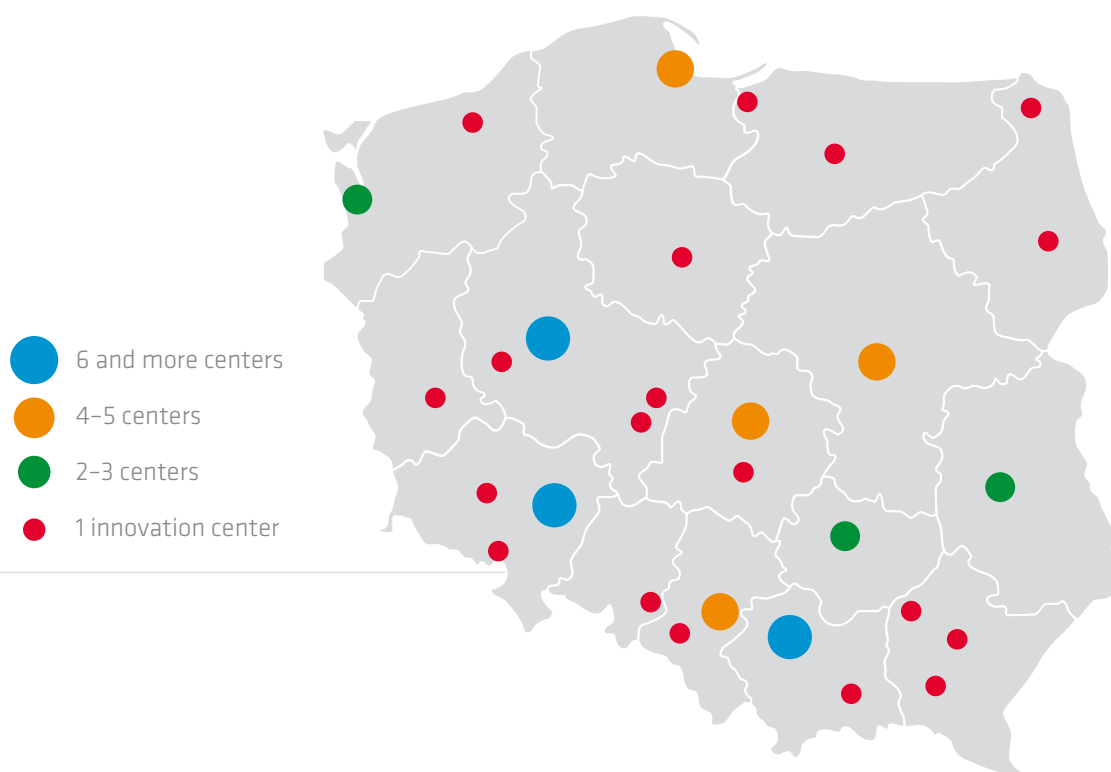 6 and more centers
4–5 centers
2–3 centers
1 innovation center